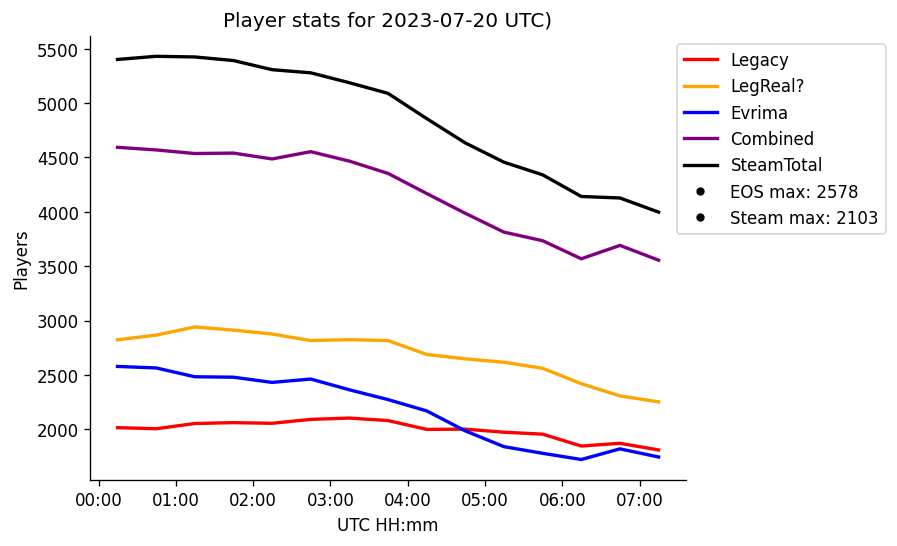 Player stats for 2023-07-20 UTC)
Players
5500
5000
4500
4000
3500
3000
2500
2000
00:00 01:00 02:00 03:00 04:00 05:00 06:00 07:00
UTC HH:mm
Legacy
LegReal?
Evrima
Combined
SteamTotal
EOS max: 2578
Steam max: 2103